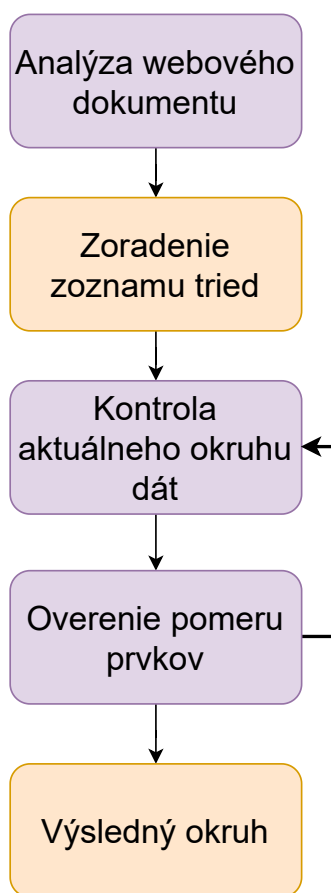 Analýza webového
dokumentu
Zoradenie
zoznamu tried
Kontrola
aktuálneho okruhu
dát
Overenie pomeru
prvkov
Výsledný okruh